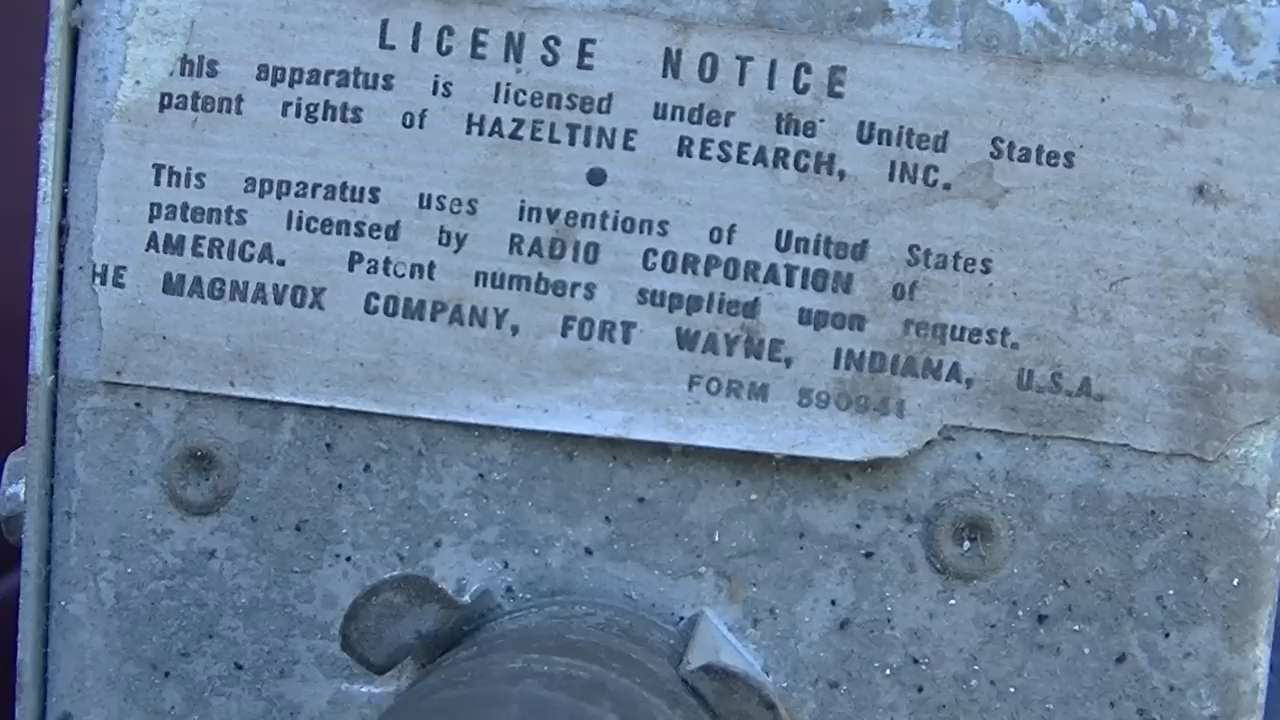 LICENSE NOTICE
his apparatus is licensed under the United States
patent rights of HAZELTINE RESEARCH, INC.
This apparatus uses inventions of United States
patents licensed by RADIO CORPORATION of
AMERICA. Patent numbers supplied upon request.
HE MAGNAVOX COMPANY, FORT WAYNE, INDIANA, U.S.A.
FORM 590941